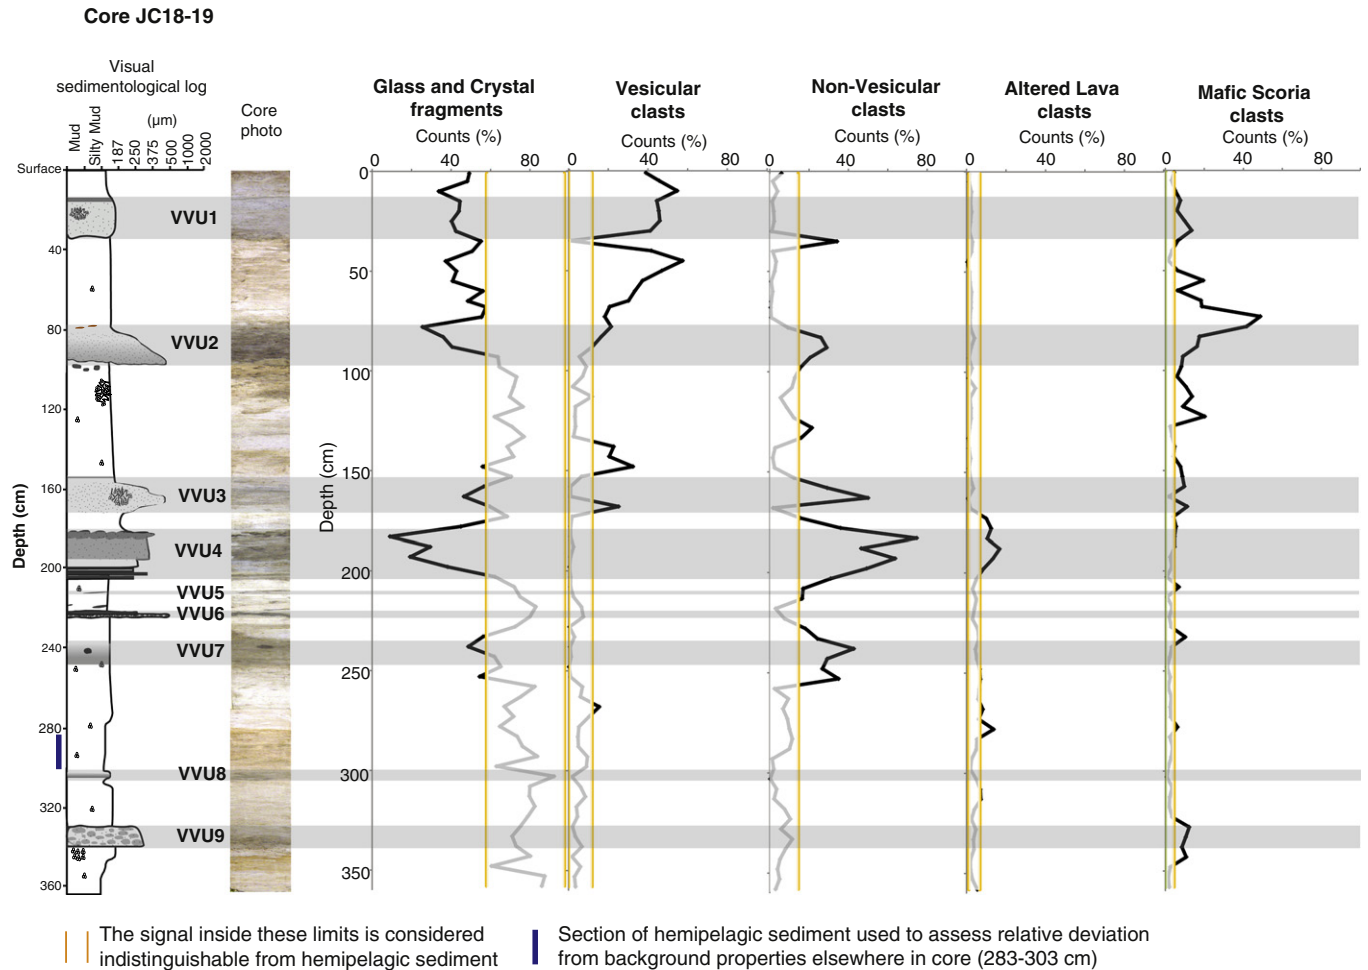 Core JC18-19
Visual
sedimentological log
(µm)
Mud
Silty Mud
187
250
375
500
1000
2000
Core
photo
Glass and Crystal
fragments
Counts (%)
0 40 80
Vesicular
clasts
Counts (%)
0 40 80
Non-Vesicular
clasts
Counts (%)
0 40 80
Altered Lava
clasts
Counts (%)
0 40 80
Mafic Scoria
clasts
Counts (%)
0 40 80
Surface
40
80
120
160
200
240
280
320
360
Depth (cm)
VVU1
VVU2
VVU3
VVU4
VVU5
VVU6
VVU7
VVU8
VVU9
0
50
100
150
200
250
300
350
Depth (cm)
The signal inside these limits is considered
indistinguishable from hemipelagic sediment
Section of hemipelagic sediment used to assess relative deviation
from background properties elsewhere in core (283-303 cm)